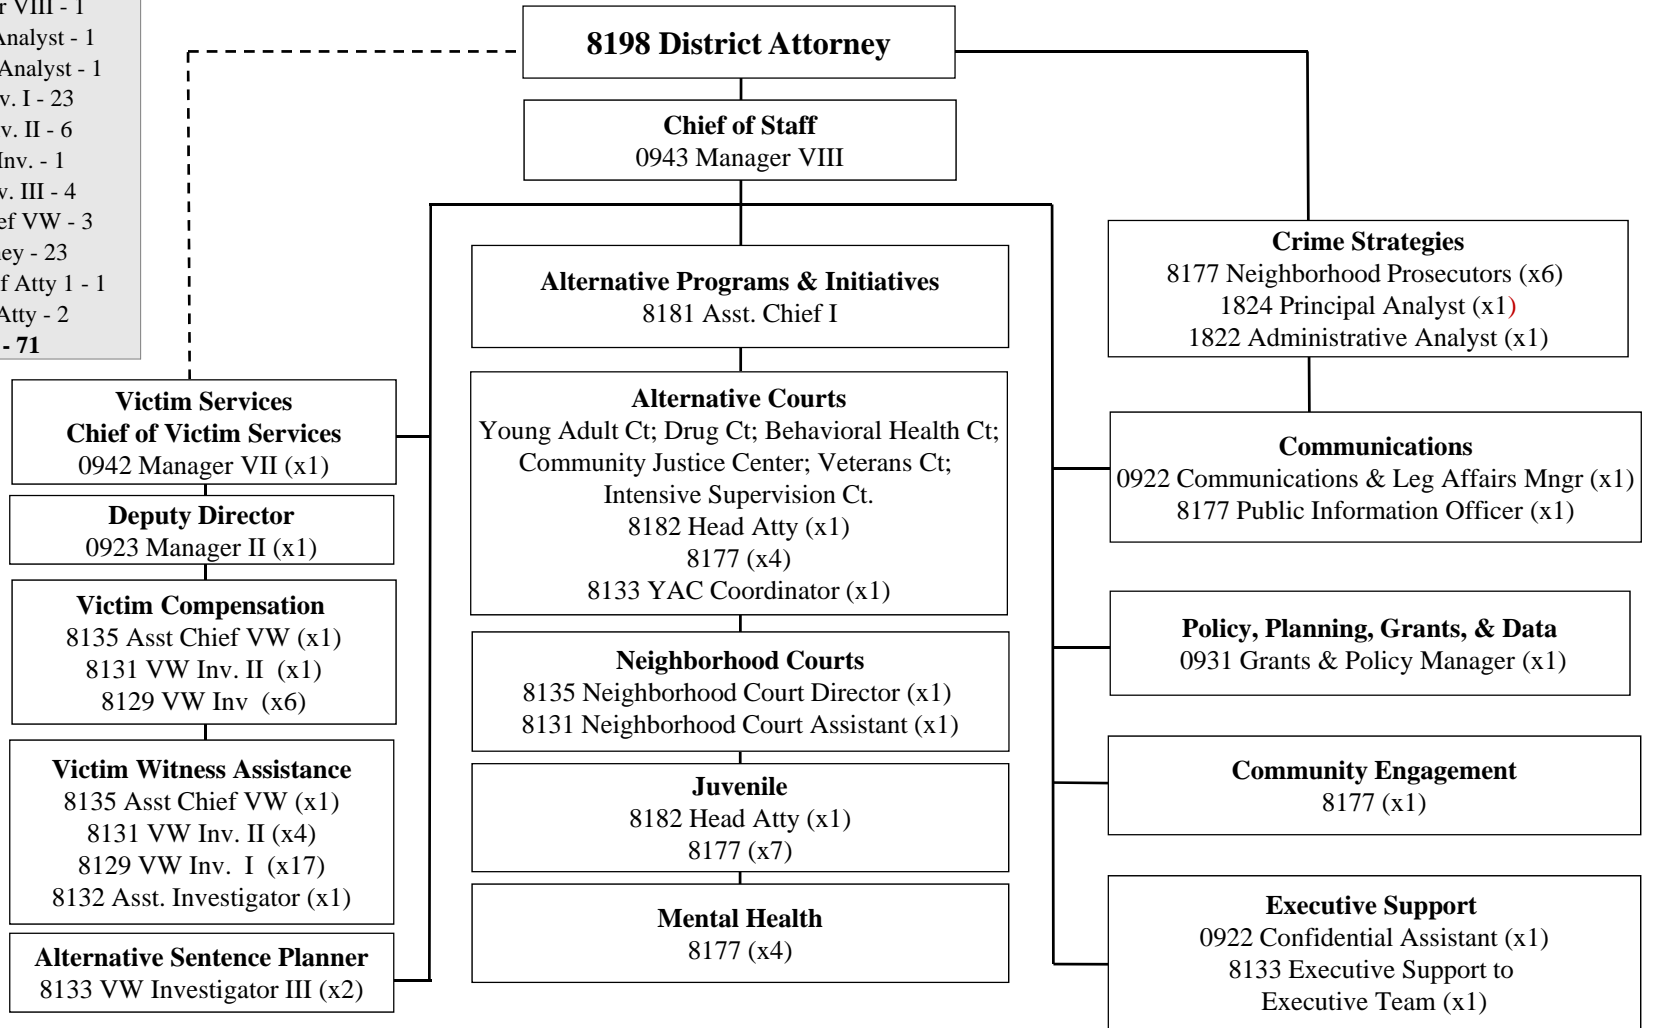 VIII - 1
Analyst - 1
Analyst - 1
I - 23
II - 6
Inv. - 1
III - 4
VW - 3
- 23
Atty 1 - 1
Atty - 2
- 71
8198 District Attorney
Chief of Staff
0943 Manager VIII
Victim Services
Chief of Victim Services
0942 Manager VII (x1)
Deputy Director
0923 Manager II (x1)
Victim Compensation
8135 Asst Chief VW (x1)
8131 VW Inv. II (x1)
8129 VW Inv (x6)
Victim Witness Assistance
8135 Asst Chief VW (x1)
8131 VW Inv. II (x4)
8129 VW Inv. I (x17)
8132 Asst. Investigator (x1)
Alternative Sentence Planner
8133 VW Investigator III (x2)
Alternative Programs & Initiatives
8181 Asst. Chief I
Alternative Courts
Young Adult Ct; Drug Ct; Behavioral Health Ct;
Community Justice Center; Veterans Ct;
Intensive Supervision Ct.
8182 Head Atty (x1)
8177 (x4)
8133 YAC Coordinator (x1)
Neighborhood Courts
8135 Neighborhood Court Director (x1)
8131 Neighborhood Court Assistant (x1)
Juvenile
8182 Head Atty (x1)
8177 (x7)
Mental Health
8177 (x4)
Crime Strategies
8177 Neighborhood Prosecutors (x6)
1824 Principal Analyst (x1)
1822 Administrative Analyst (x1)
Communications
0922 Communications & Leg Affairs Mngr (x1)
8177 Public Information Officer (x1)
Policy, Planning, Grants, & Data
0931 Grants & Policy Manager (x1)
Community Engagement
8177 (x1)
Executive Support
0922 Confidential Assistant (x1)
8133 Executive Support to
Executive Team (x1)